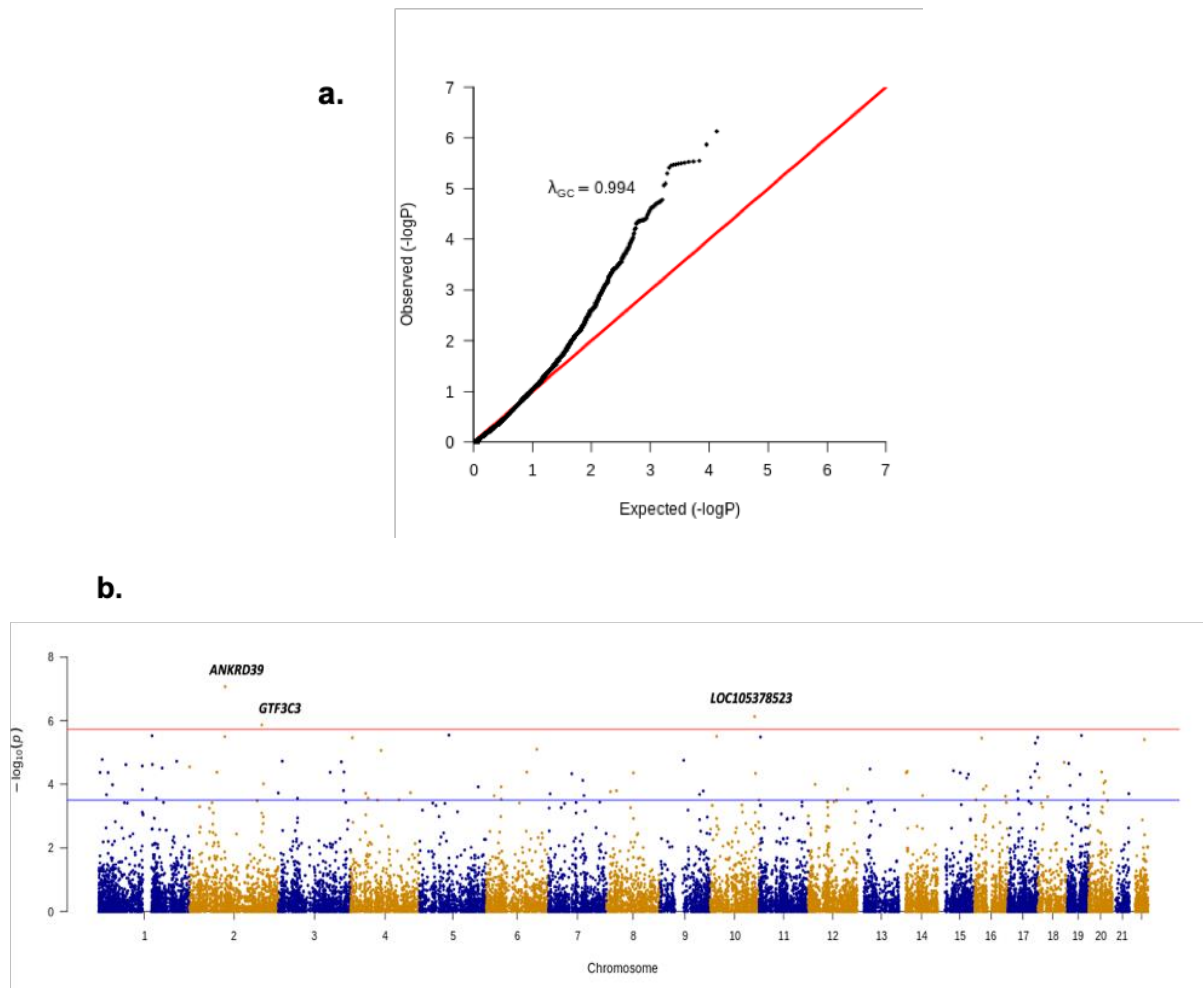 a.
7
6
5
4
3
2
1
0
Observed (-logP)
λGC = 0.994
0 1 2 3 4 5 6 7
Expected (-logP)
b.
8
6
4
2
0
− log10(p)
ANKRD39
GTF3C3
LOC105378523
1 2 3 4 5 6 7 8 9 10 11 12 13 14 15 16 17 18 19 20 21
Chromosome